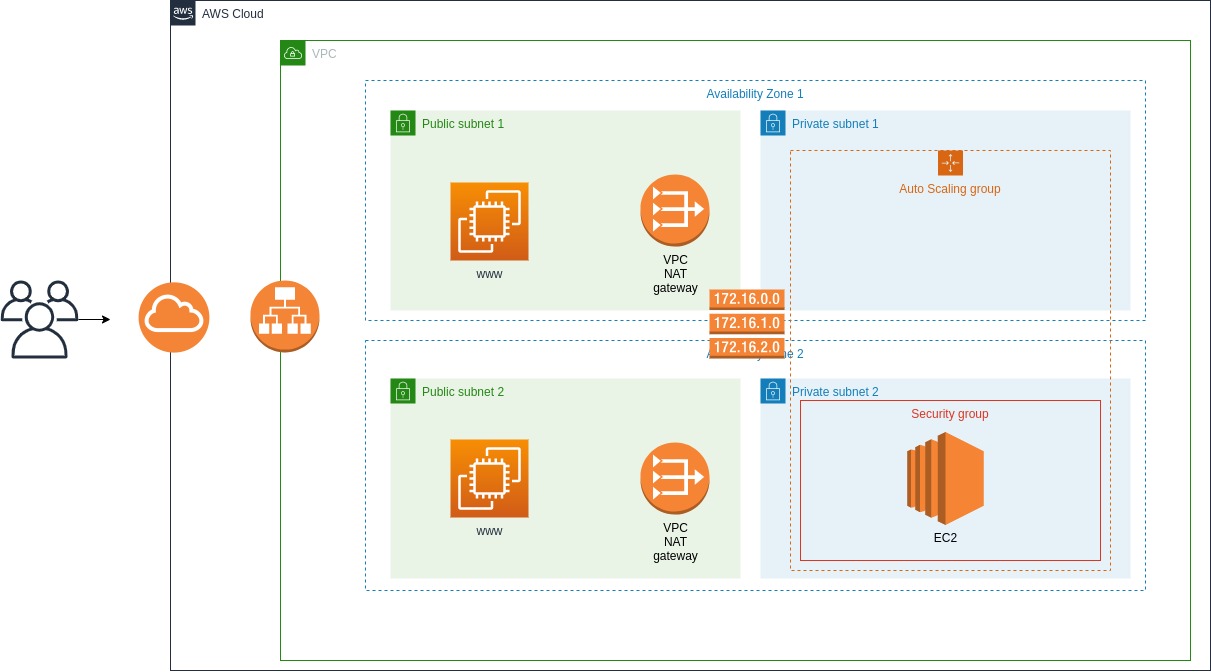 aws
AWS Cloud
VPC
Availability Zone 1
Public subnet 1
Private subnet 1
Auto Scaling group
www
VPC
NAT
gateway
172.16.0.0
172.16.1.0
172.16.2.0
2
Public subnet 2
Private subnet 2
Security group
www
VPC
NAT
gateway
EC2